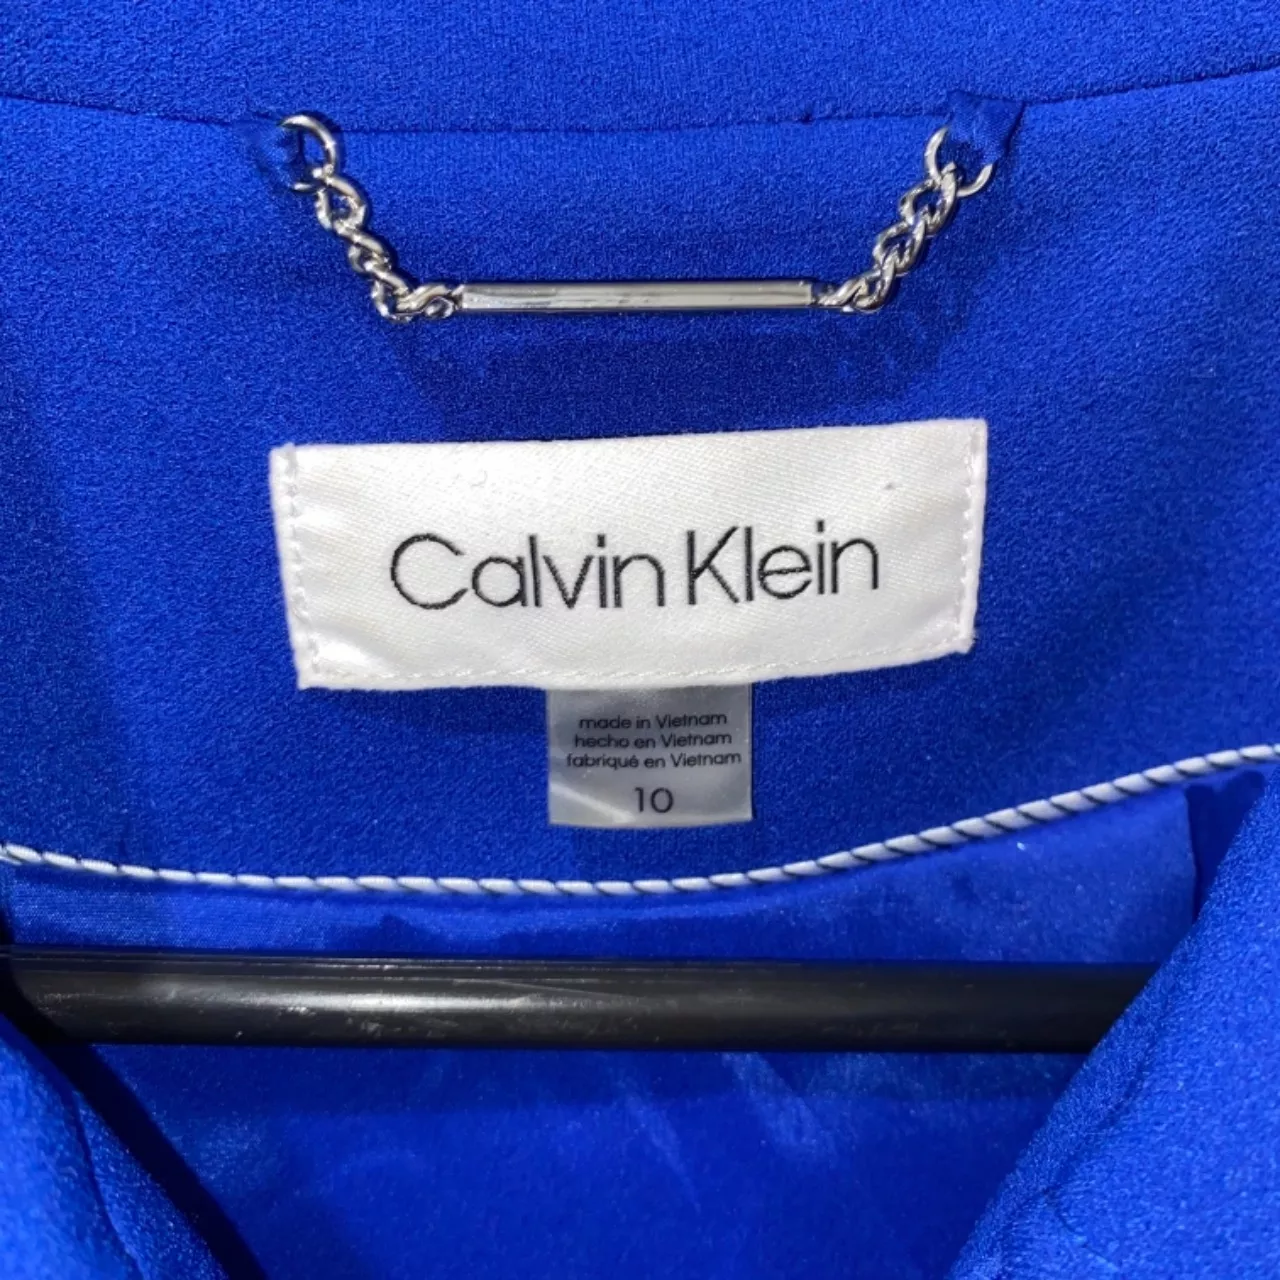 Calvin Klein
made in Vietnam
hecho en Vietnam
fabriqué en Vietnam
10